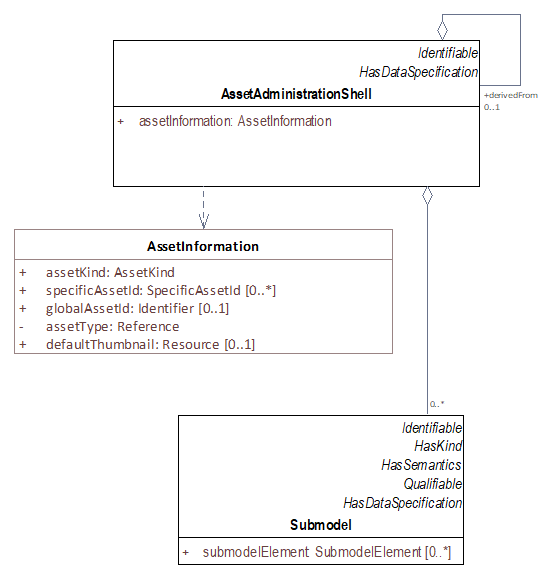 Identifiable
HasDataSpecification
AssetAdministrationShell
+ assetInformation: AssetInformation
+derivedFrom
0..1
AssetInformation
+ assetKind: AssetKind
+ specificAssetId: SpecificAssetId [0..*]
+ globalAssetId: Identifier [0..1]
- assetType: Reference
+ defaultThumbnail: Resource [0..1]
0..*
Identifiable
HasKind
HasSemantics
Qualifiable
HasDataSpecification
Submodel
+ submodelElement SubmodelElement [0..*]